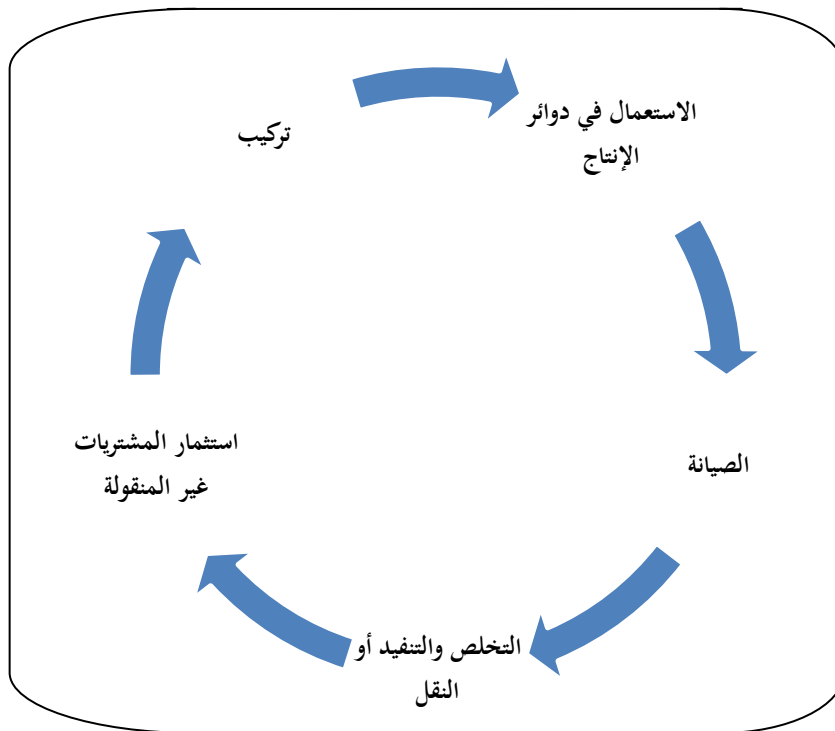 تركيب
الاستعمال في دوائر
الإنتاج
الصيانة
التخلص والتنفيد أو
النقل
استثمار المشتريات
غير المنقولة